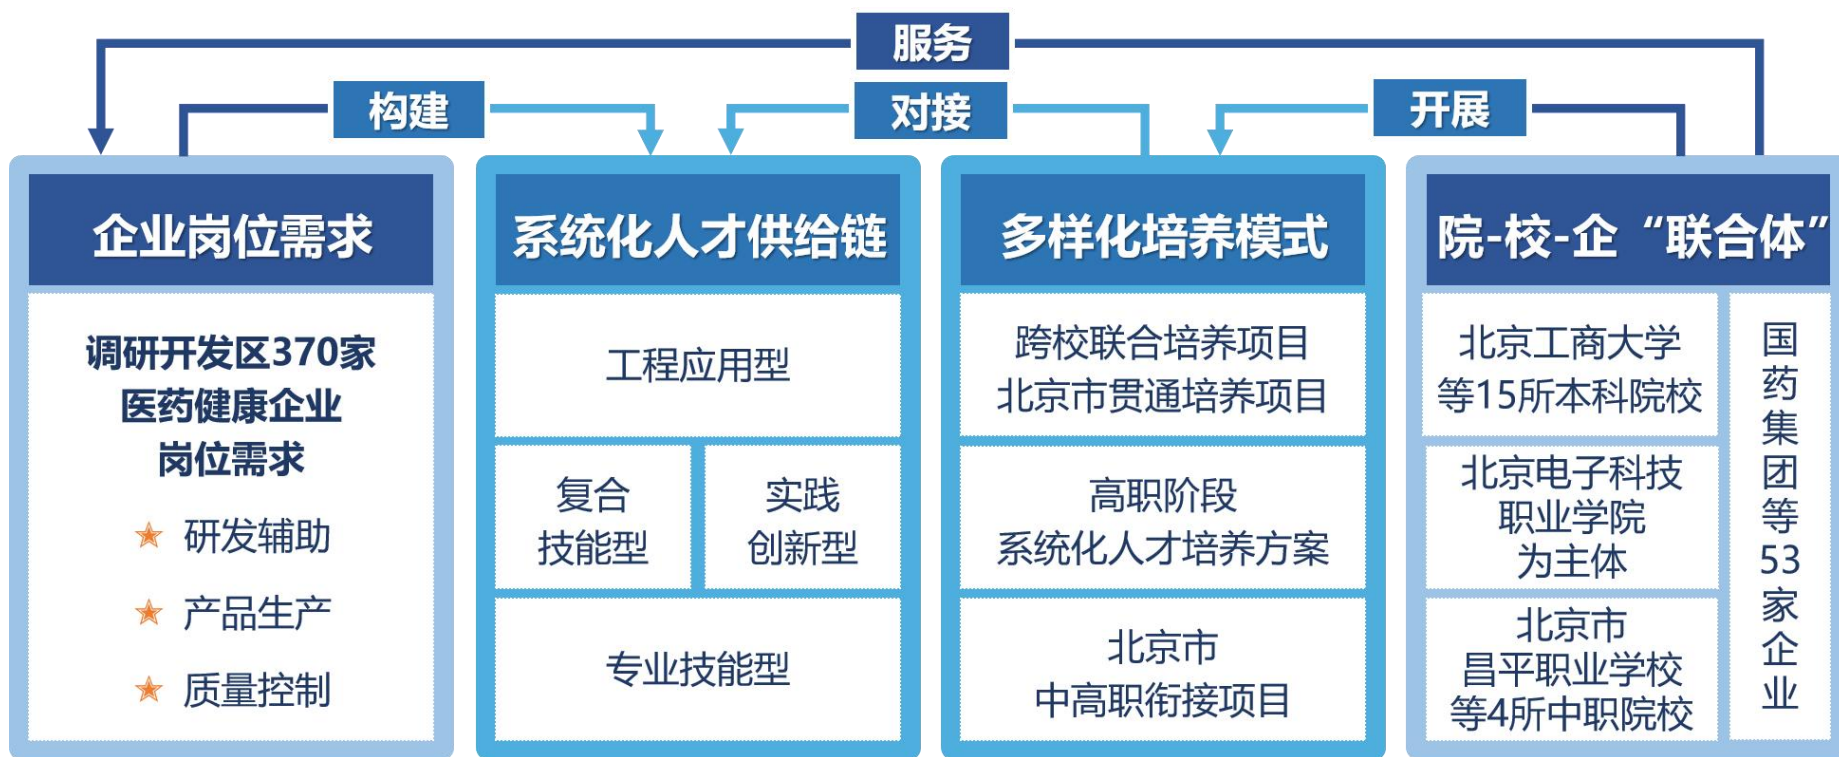 服务
构建
对接
开展
企业岗位需求
调研开发区370家
医药健康企业
岗位需求
研发辅助
产品生产
质量控制
系统化人才供给链
工程应用型
复合
技能型
实践
创新型
专业技能型
多样化培养模式
跨校联合培养项目
北京市贯通培养项目
高职阶段
系统化人才培养方案
北京市
中高职衔接项目
院-校-企“联合体”
北京工商大学
等15所本科院校
北京电子科技
职业学院
为主体
北京市
昌平职业学校
等4所中职院校
国药集团等53家企业